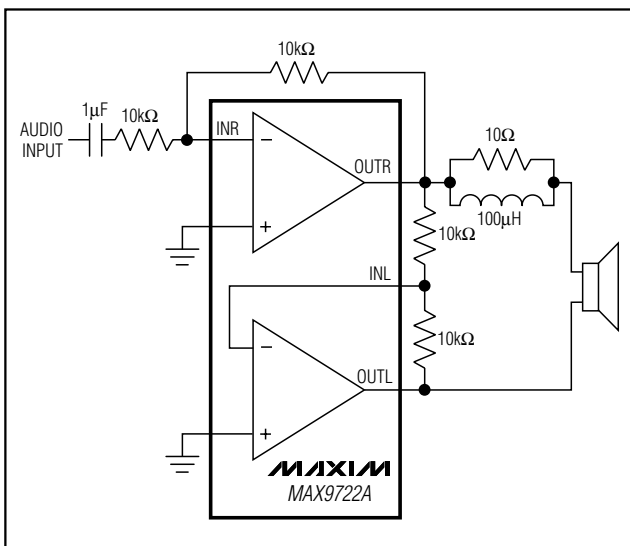 10kΩ
1µF
10kΩ
AUDIO
INPUT
INR
−
+
OUTR
10Ω
100µH
10kΩ
INL
10kΩ
−
+
OUTL
MAXIM
MAX9722A